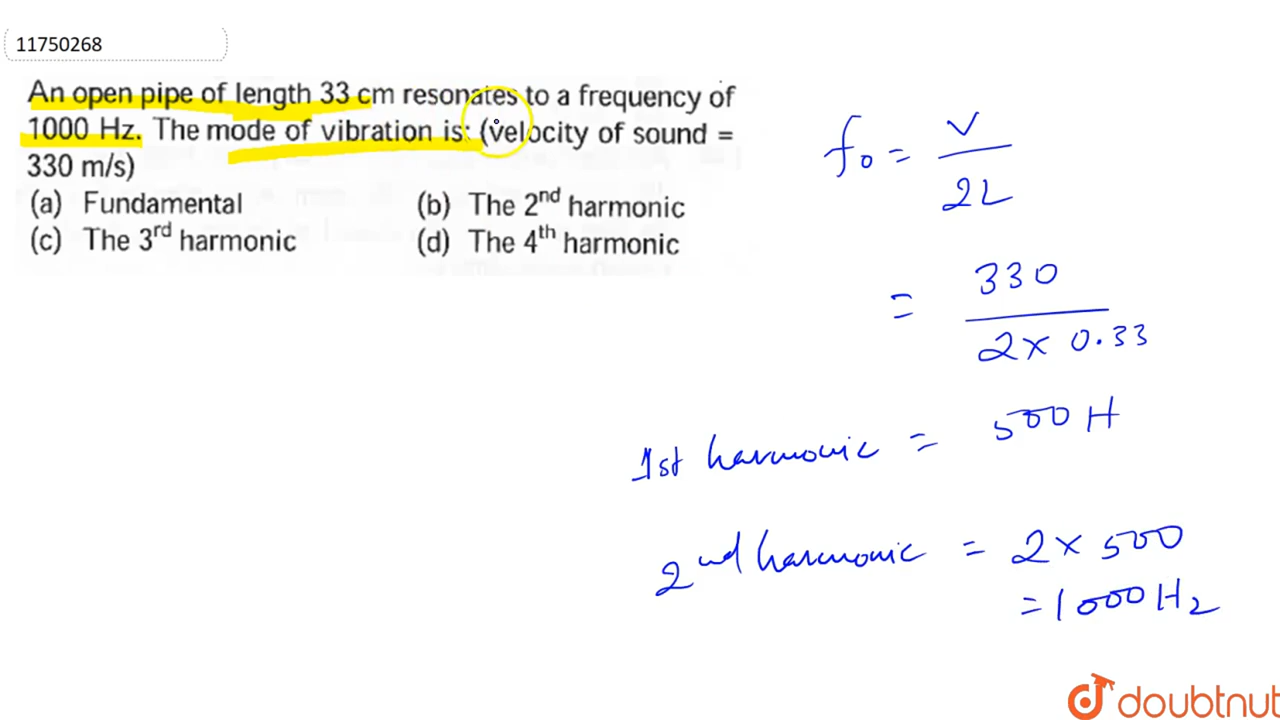 11750268
An open pipe of length 33 cm resonates to a frequency of
1000 Hz. The mode of vibration is: (velocity of sound =
330 m/s)
(a) Fundamental (b) The 2nd harmonic
(c) The 3rd harmonic (d) The 4th harmonic
f0 = V
2L
= 330
2 x 0.33
1st harmonic = 500 H
2nd harmonic = 2 x 500
= 1000 Hz
doubtnut